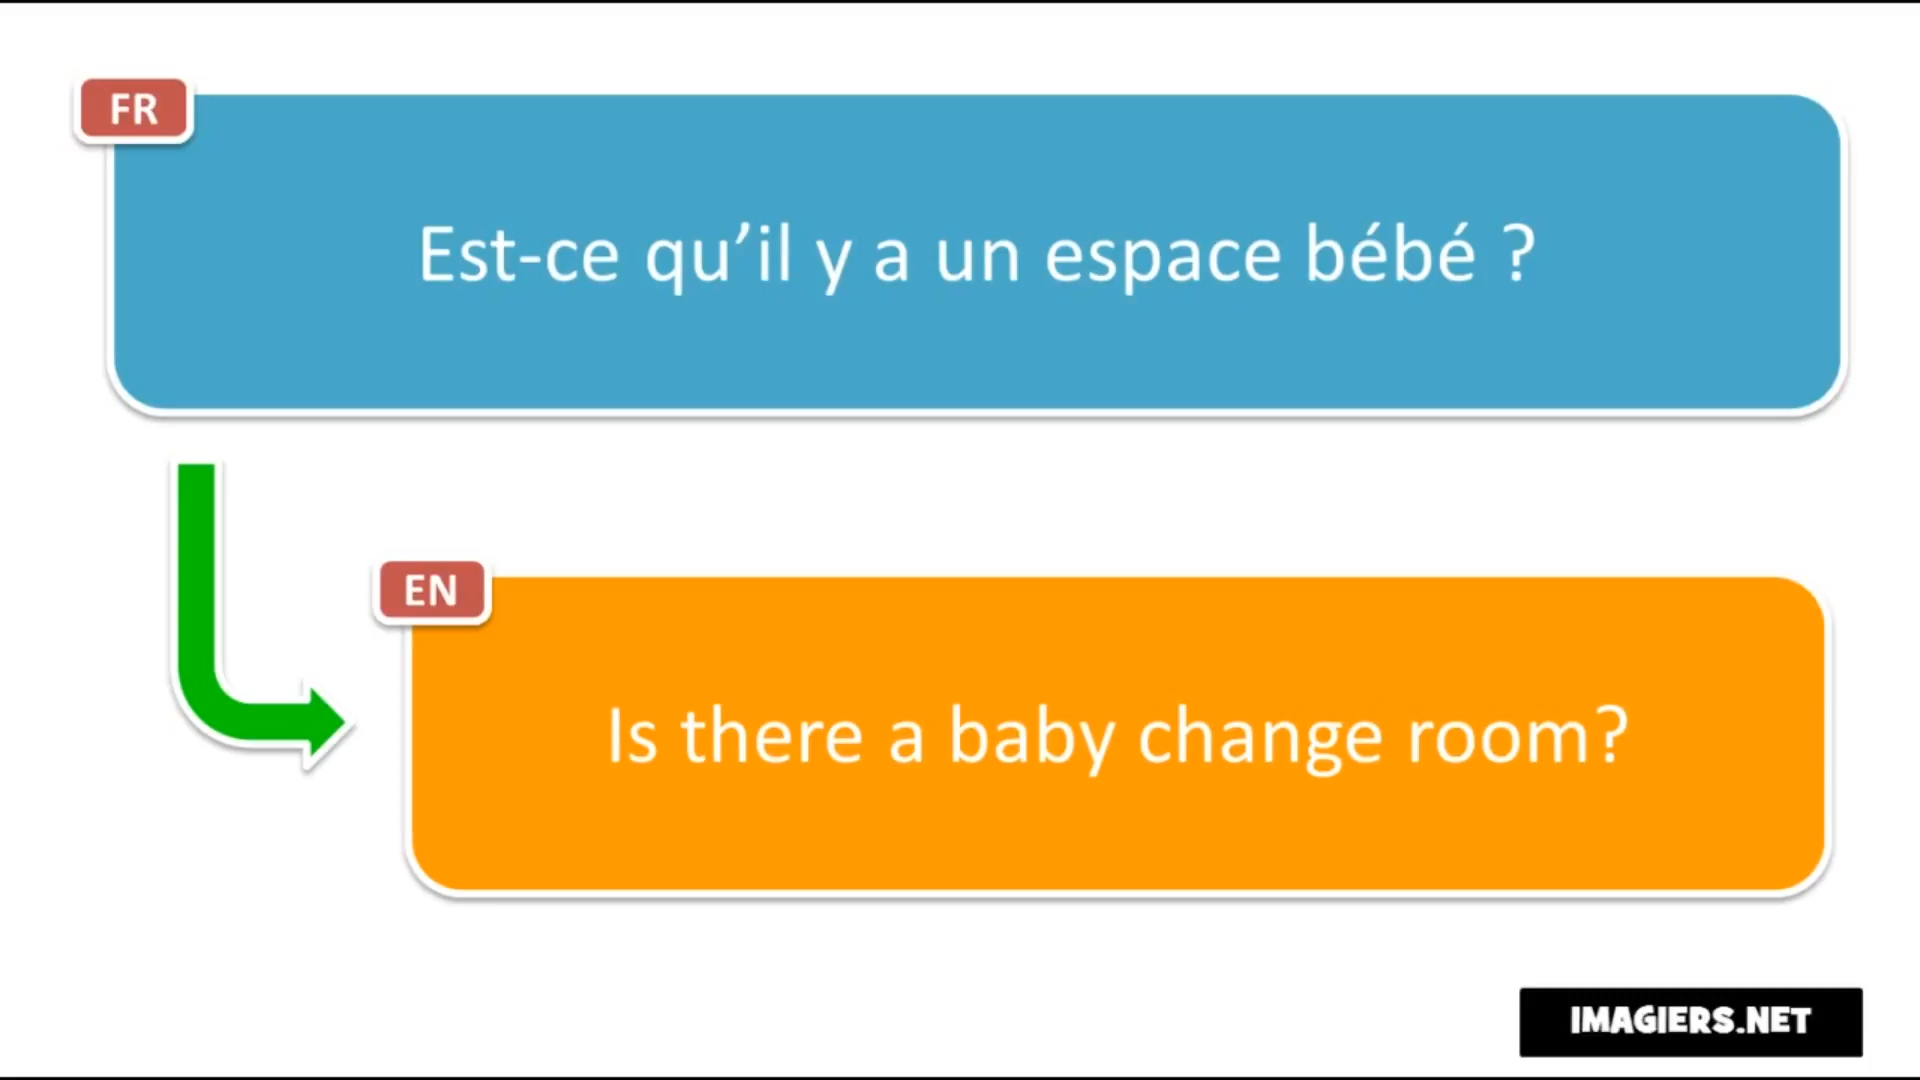 FR
Est-ce qu’il y a un espace bébé ?
EN
Is there a baby change room?
IMAGIERS.NET